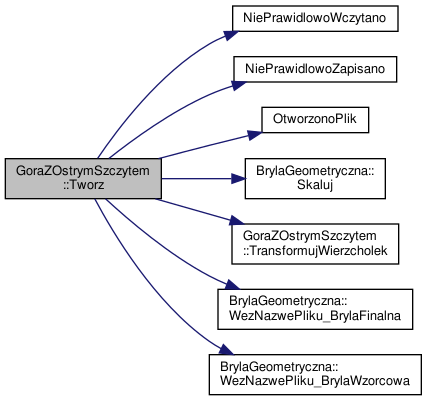 NiePrawidlowoWczytano
NiePrawidlowoZapisano
OtworzonoPlik
GoraZOstrymSzczytem
::Tworz
BrylaGeometryczna::
Skaluj
GoraZOstrymSzczytem
::TransformujWierzcholek
BrylaGeometryczna::
WezNazwePliku_BrylaFinalna
BrylaGeometryczna::
WezNazwePliku_BrylaWzorcowa